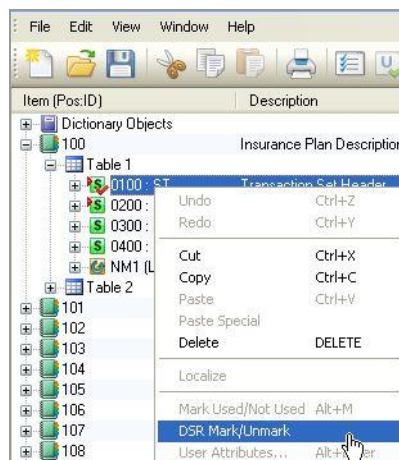 File Edit View Window Help
Item (Pos:ID) Description
Dictionary Objects
100 Insurance Plan Description
Table 1
0100 : ST Transaction Set Header
0200 :
0300 :
0400 :
NM1 (L
Table 2
101
102
103
104
105
106
107
108
Undo Ctrl+Z
Redo Ctrl+Y
Cut Ctrl+X
Copy Ctrl+C
Paste Ctrl+V
Paste Special
Delete DELETE
Localize
Mark Used/Not Used Alt+M
DSR Mark/Unmark
User Attributes...